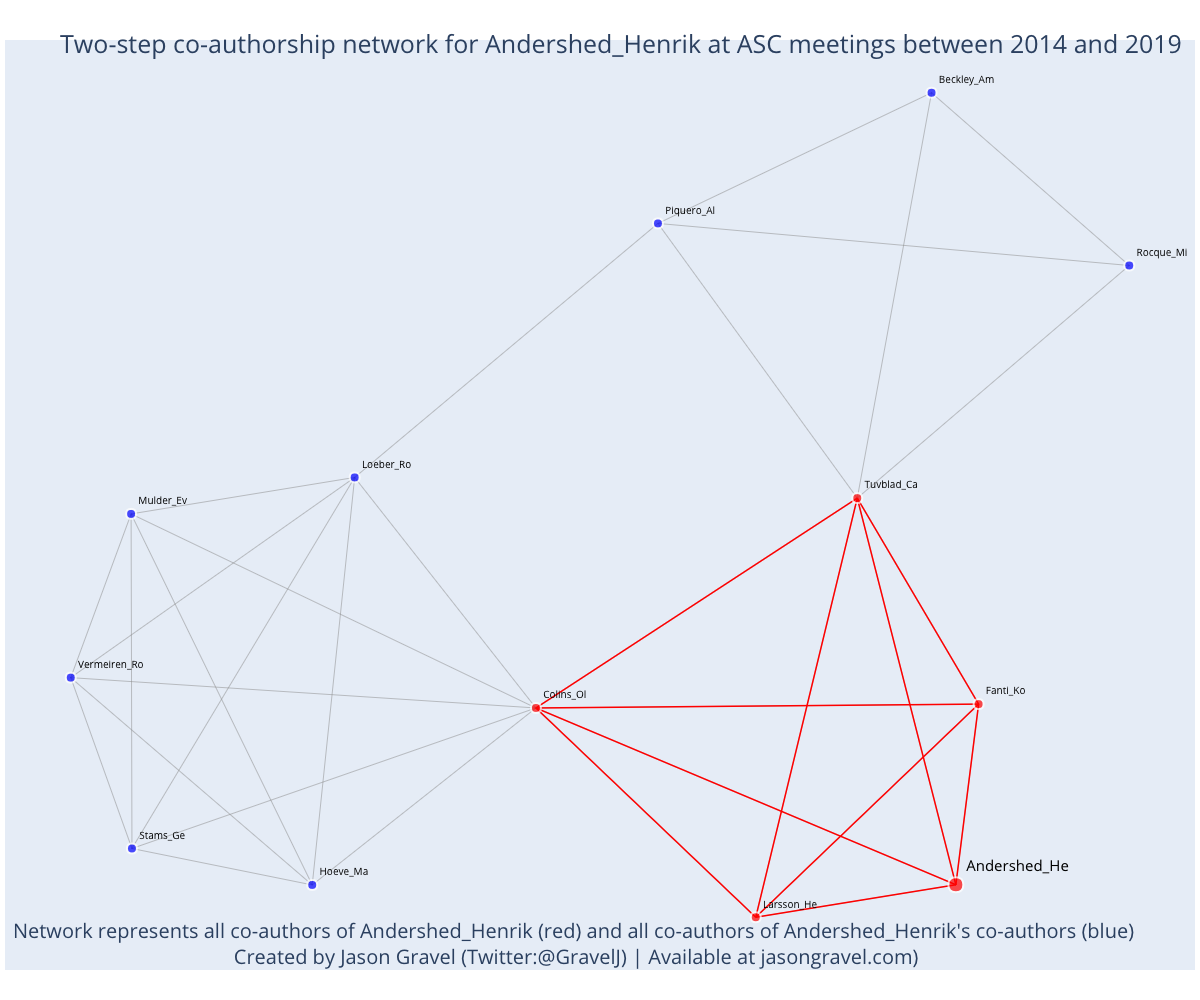 Two-step co-authorship network for Andershed_Henrik at ASC meetings between 2014 and 2019
Beckley_Am
Piquero_Al
Rocque_Mi
Loeber_Ro
Tuvblad_Ca
Mulder_Ev
Vermeiren_Ro
Fanti_Ko
Colins_Ol
Stams_Ge
Andershed_He
Hoeve_Ma
Larsson_He
Network represents all co-authors of Andershed_Henrik (red) and all co-authors of Andershed_Henrik's co-authors (blue)
Created by Jason Gravel (Twitter:@GravelJ) | Available at jasongravel.com)